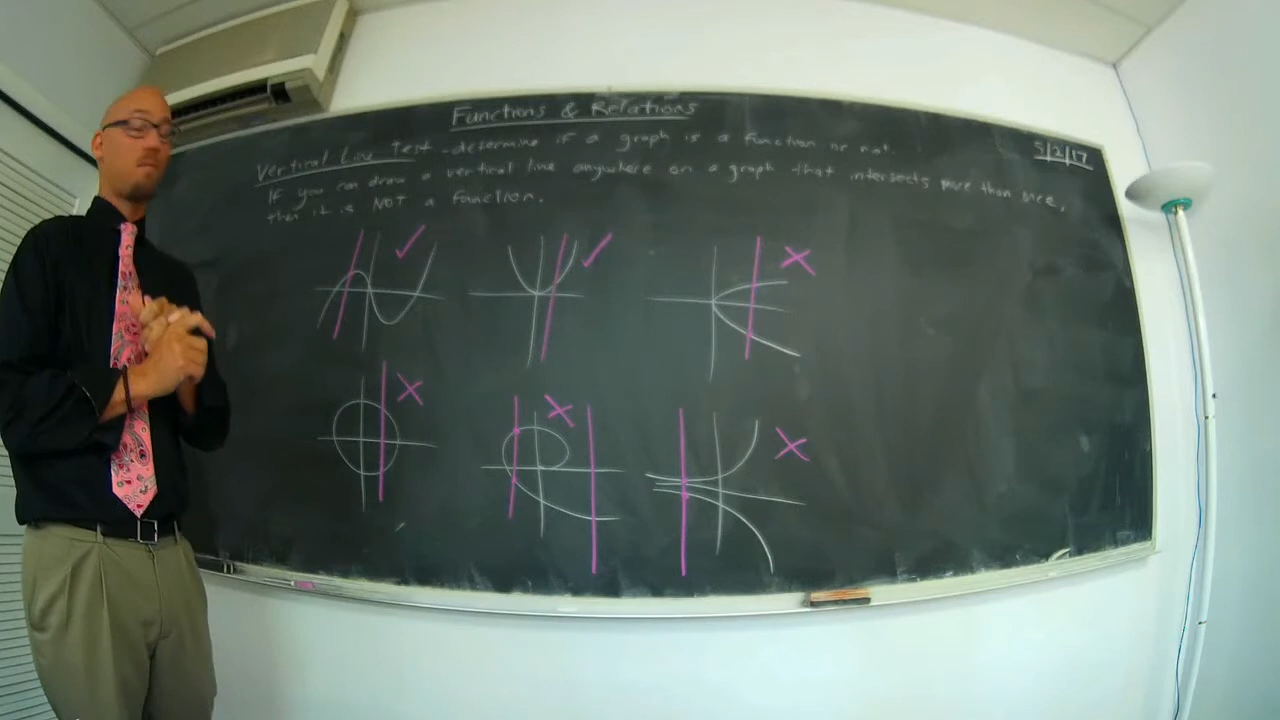 Functions & Relations
5/2/17
Vertical Line Test - determine if a graph is a function or not.
If you can draw a vertical line anywhere on a graph that intersects more than once,
then it is NOT a function.